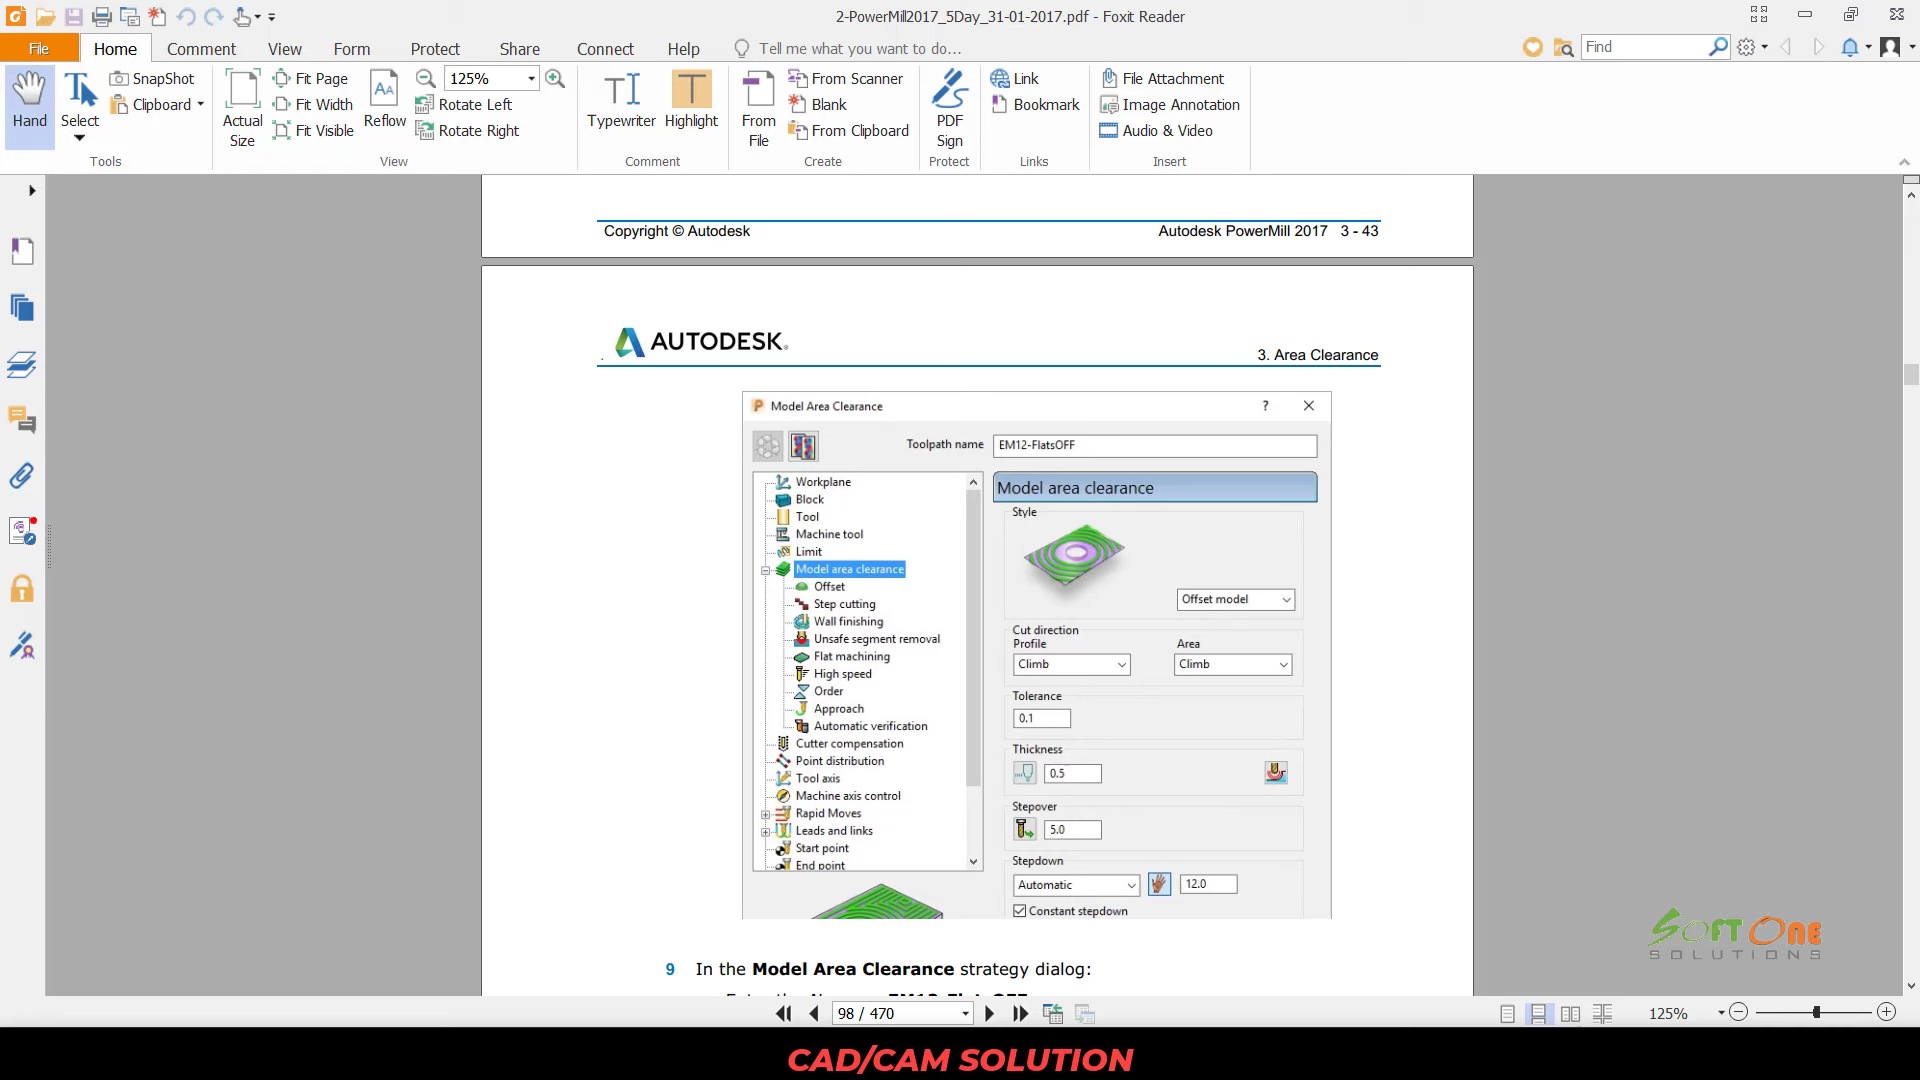 2-PowerMill2017_5Day_31-01-2017.pdf - Foxit Reader
File Home Comment View Form Protect Share Connect Help Tell me what you want to do... Find
Hand
Select
SnapShot
Clipboard
Tools
Actual Size
Fit Page
Fit Width
Fit Visible
Reflow
125%
Rotate Left
Rotate Right
View
Typewriter
Highlight
Comment
From File
From Scanner
Blank
From Clipboard
Create
PDF Sign
Protect
Link
Bookmark
Links
File Attachment
Image Annotation
Audio & Video
Insert
Copyright © Autodesk Autodesk PowerMill 2017 3 - 43
AUTODESK®
3. Area Clearance
Model Area Clearance ?
Toolpath name EM12-FlatsOFF
Workplane
Block
Tool
Machine tool
Limit
Model area clearance
Offset
Step cutting
Wall finishing
Unsafe segment removal
Flat machining
High speed
Order
Approach
Automatic verification
Cutter compensation
Point distribution
Tool axis
Machine axis control
Rapid Moves
Leads and links
Start point
End point
Model area clearance
Style
Offset model
Cut direction
Profile Area
Climb Climb
Tolerance
0.1
Thickness
0.5
Stepover
5.0
Stepdown
Automatic 12.0
Constant stepdown
9 In the Model Area Clearance strategy dialog:
SOFT ONE
SOLUTIONS
98 / 470
125%
CAD/CAM SOLUTION